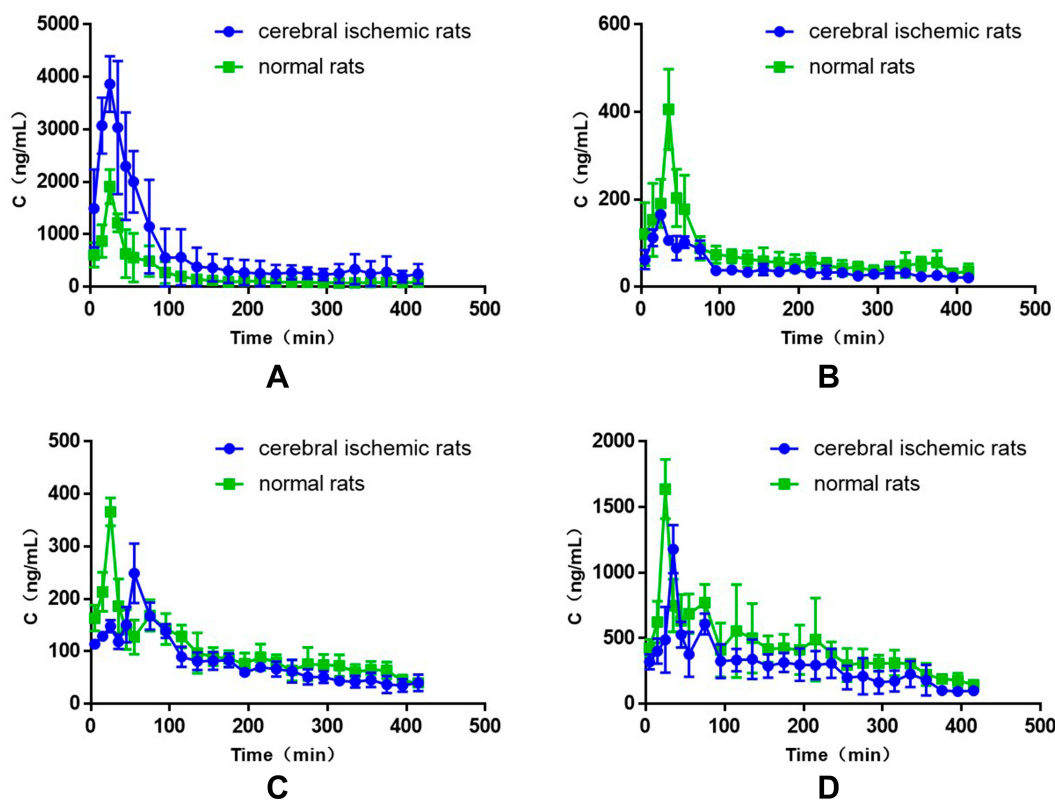 5000
4000
3000
2000
1000
0
C（ng/mL）
cerebral ischemic rats
normal rats
0 100 200 300 400 500
Time（min）
A
600
400
200
0
C（ng/mL）
cerebral ischemic rats
normal rats
0 100 200 300 400 500
Time（min）
B
500
400
300
200
100
0
C（ng/mL）
cerebral ischemic rats
normal rats
0 100 200 300 400 500
Time（min）
C
2000
1500
1000
500
0
C（ng/mL）
cerebral ischemic rats
normal rats
0 100 200 300 400 500
Time（min）
D